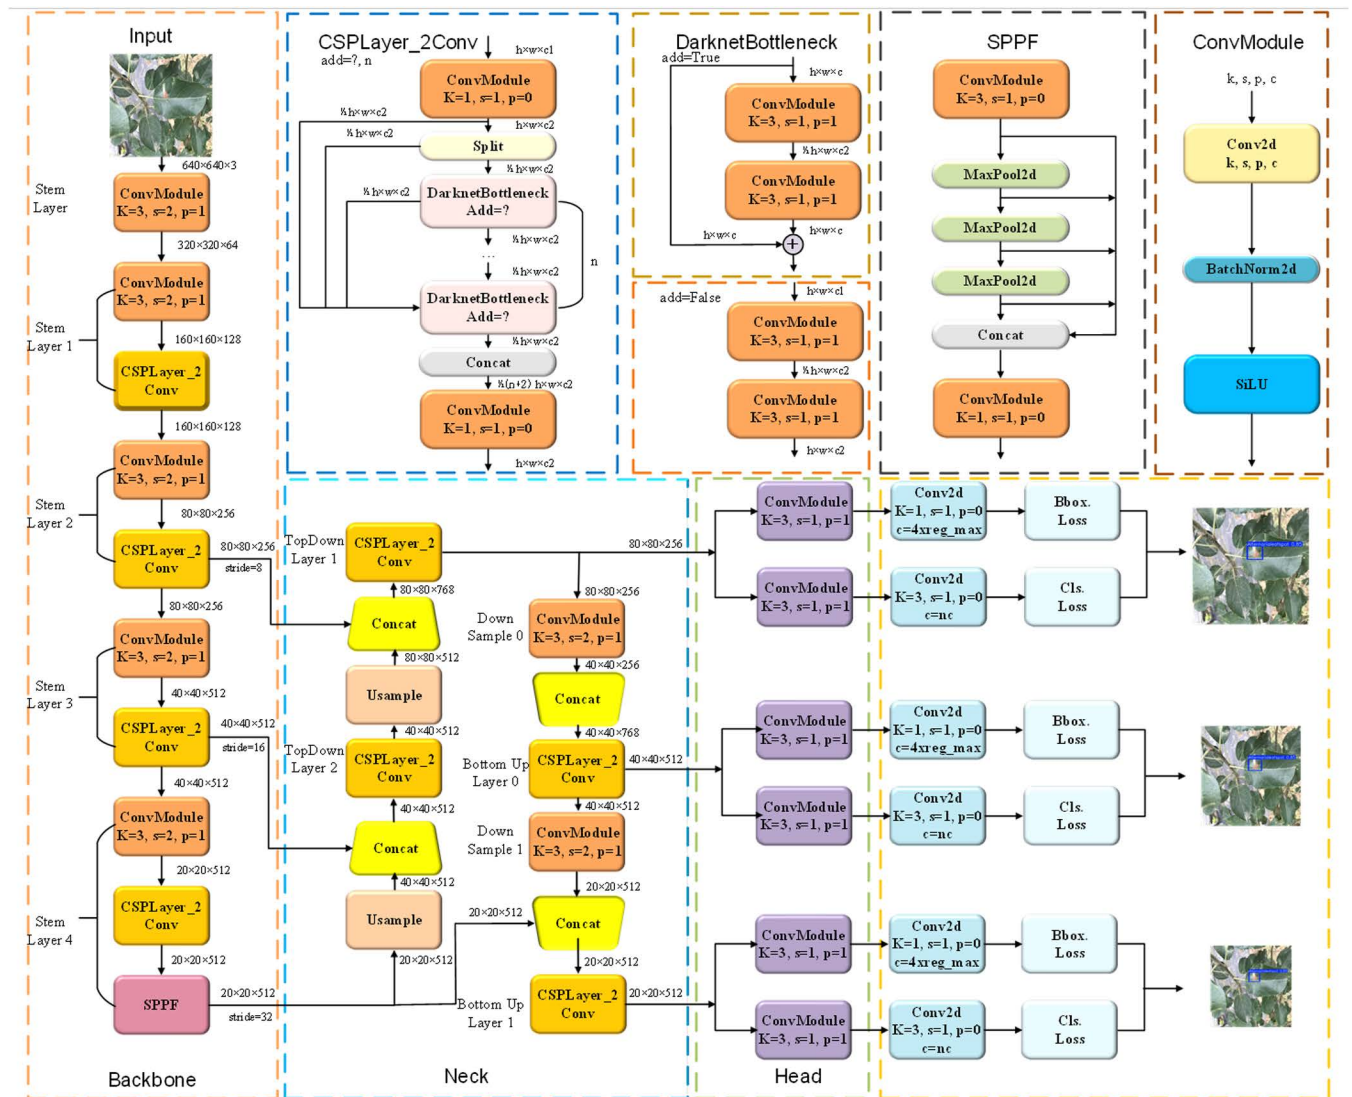 Input
640×640×3
Stem
Layer
ConvModule
K=3, s=2, p=1
320×320×64
ConvModule
K=3, s=2, p=1
Stem
Layer 1
160×160×128
CSPLayer_2
Conv
160×160×128
ConvModule
K=3, s=2, p=1
Stem
Layer 2
80×80×256
CSPLayer_2
Conv
80×80×256
stride=8
80×80×256
ConvModule
K=3, s=2, p=1
Stem
Layer 3
40×40×512
CSPLayer_2
Conv
40×40×512
stride=16
40×40×512
ConvModule
K=3, s=2, p=1
20×20×512
Stem
Layer 4
CSPLayer_2
Conv
20×20×512
SPPF
20×20×512
stride=32
Backbone
CSPLayer_2Conv
add=?, n
h×w×c1
ConvModule
K=1, s=1, p=0
½h×w×c2
h×w×c2
½h×w×c2
Split
½h×w×c2
½h×w×c2
DarknetBottleneck
Add=?
½h×w×c2
...
n
½h×w×c2
DarknetBottleneck
Add=?
½h×w×c2
Concat
½(n+2) h×w×c2
ConvModule
K=1, s=1, p=0
h×w×c2
DarknetBottleneck
add=True
h×w×c
ConvModule
K=3, s=1, p=1
½h×w×c2
ConvModule
K=3, s=1, p=1
h×w×c
h×w×c
+
add=False
h×w×c1
ConvModule
K=3, s=1, p=1
½h×w×c2
ConvModule
K=3, s=1, p=1
h×w×c2
SPPF
ConvModule
K=3, s=1, p=0
MaxPool2d
MaxPool2d
MaxPool2d
Concat
ConvModule
K=1, s=1, p=0
ConvModule
k, s, p, c
Conv2d
k, s, p, c
BatchNorm2d
SiLU
TopDown
Layer 1
CSPLayer_2
Conv
80×80×768
Concat
80×80×512
Usample
40×40×512
TopDown
Layer 2
CSPLayer_2
Conv
40×40×512
Concat
40×40×512
Usample
20×20×512
80×80×256
80×80×256
Down
Sample 0
ConvModule
K=3, s=2, p=1
40×40×256
Concat
40×40×768
Bottom Up
Layer 0
CSPLayer_2
Conv
40×40×512
40×40×512
Down
Sample 1
ConvModule
K=3, s=2, p=1
20×20×512
20×20×512
Concat
20×20×512
Bottom Up
Layer 1
CSPLayer_2
Conv
20×20×512
Neck
ConvModule
K=3, s=1, p=1
ConvModule
K=3, s=1, p=1
ConvModule
K=3, s=1, p=1
ConvModule
K=3, s=1, p=1
ConvModule
K=3, s=1, p=1
ConvModule
K=3, s=1, p=1
Head
Conv2d
K=1, s=1, p=0
c=4xreg_max
Bbox.
Loss
Conv2d
K=3, s=1, p=0
c=nc
Cls.
Loss
Conv2d
K=1, s=1, p=0
c=4xreg_max
Bbox.
Loss
Conv2d
K=3, s=1, p=0
c=nc
Cls.
Loss
Conv2d
K=1, s=1, p=0
c=4xreg_max
Bbox.
Loss
Conv2d
K=3, s=1, p=0
c=nc
Cls.
Loss